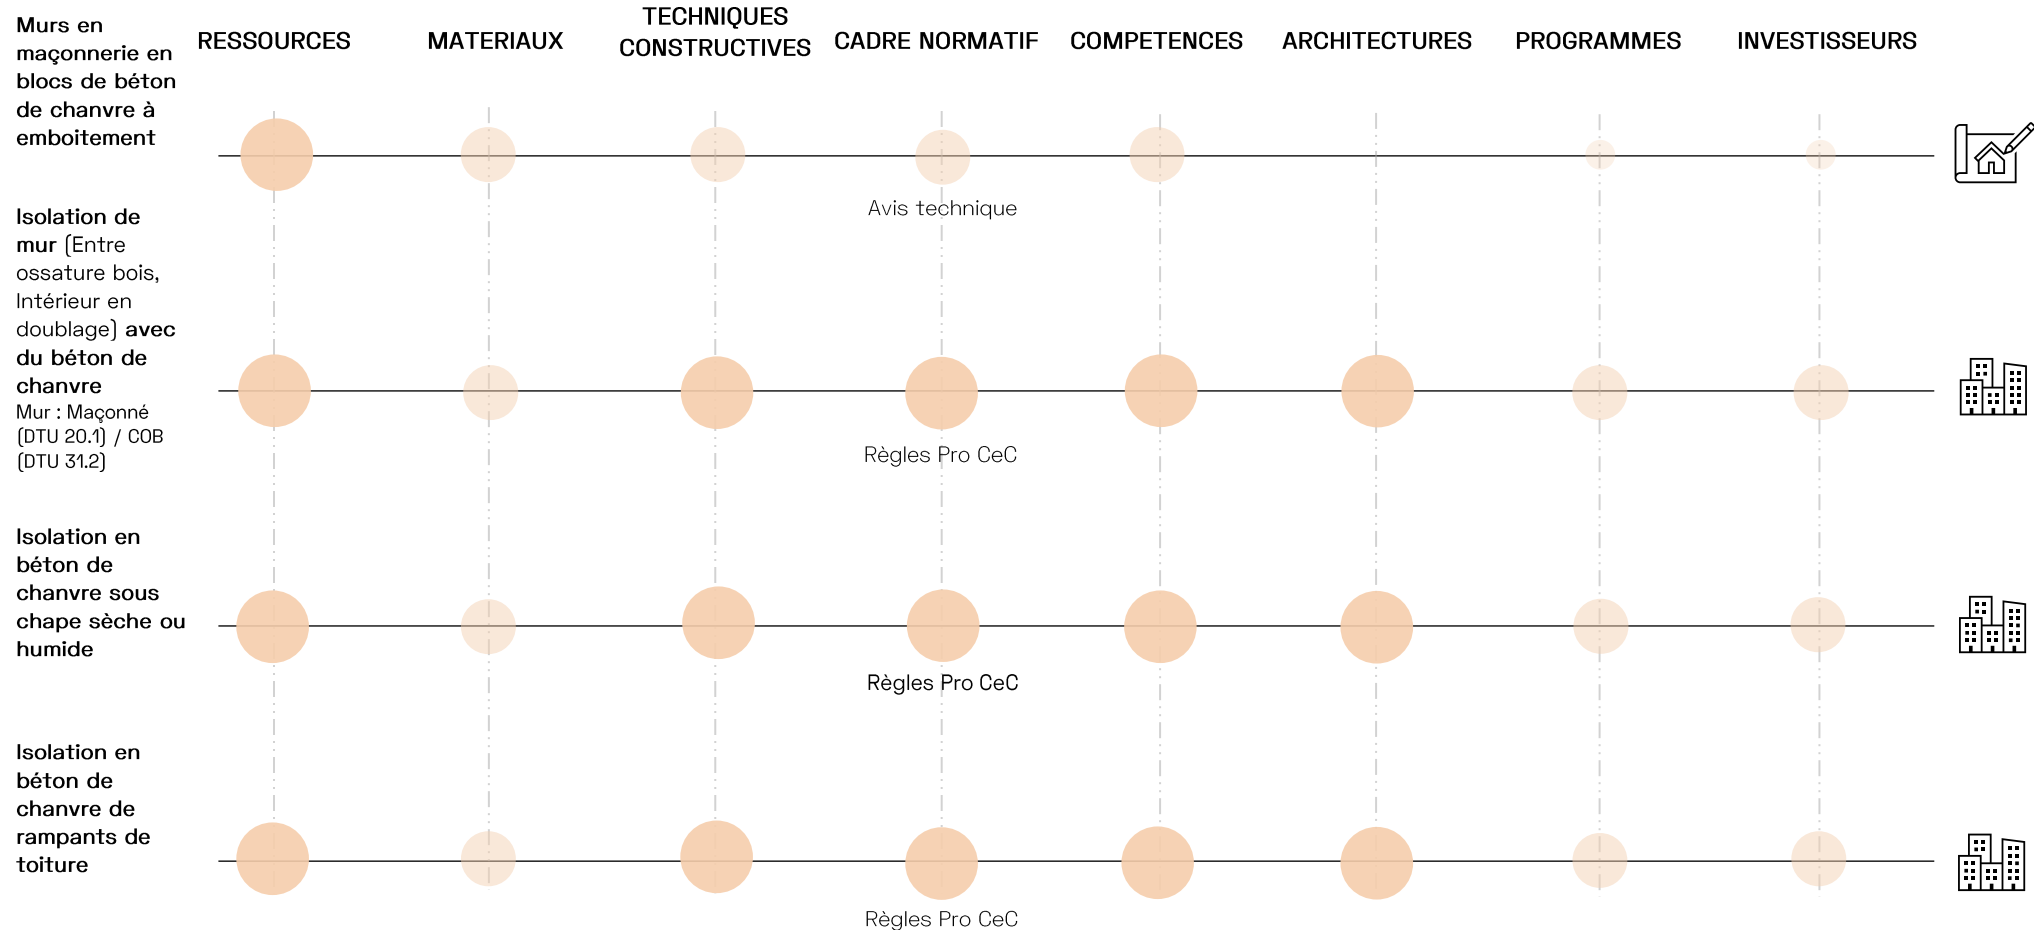 RESSOURCES
MATERIAUX
TECHNIQUES
CONSTRUCTIVES
CADRE NORMATIF
COMPETENCES
ARCHITECTURES
PROGRAMMES
INVESTISSEURS
Murs en
maçonnerie en
blocs de béton
de chanvre à
emboitement
Avis technique
Isolation de
mur (Entre
ossature bois,
Intérieur en
doublage) avec
du béton de
chanvre
Mur : Maçonné
(DTU 20.1) / COB
(DTU 31.2)
Règles Pro CeC
Isolation en
béton de
chanvre sous
chape sèche ou
humide
Règles Pro CeC
Isolation en
béton de
chanvre de
rampants de
toiture
Règles Pro CeC